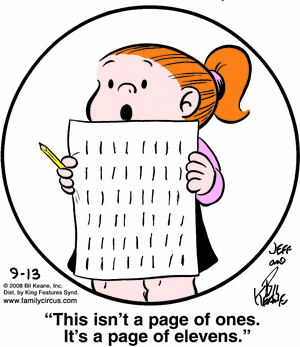 JEFF
AND
BIL
KEANE
9-13
© 2008 Bil Keane, Inc.
Dist. by King Features Synd.
www.familycircus.com
“This isn't a page of ones.
It's a page of elevens.”